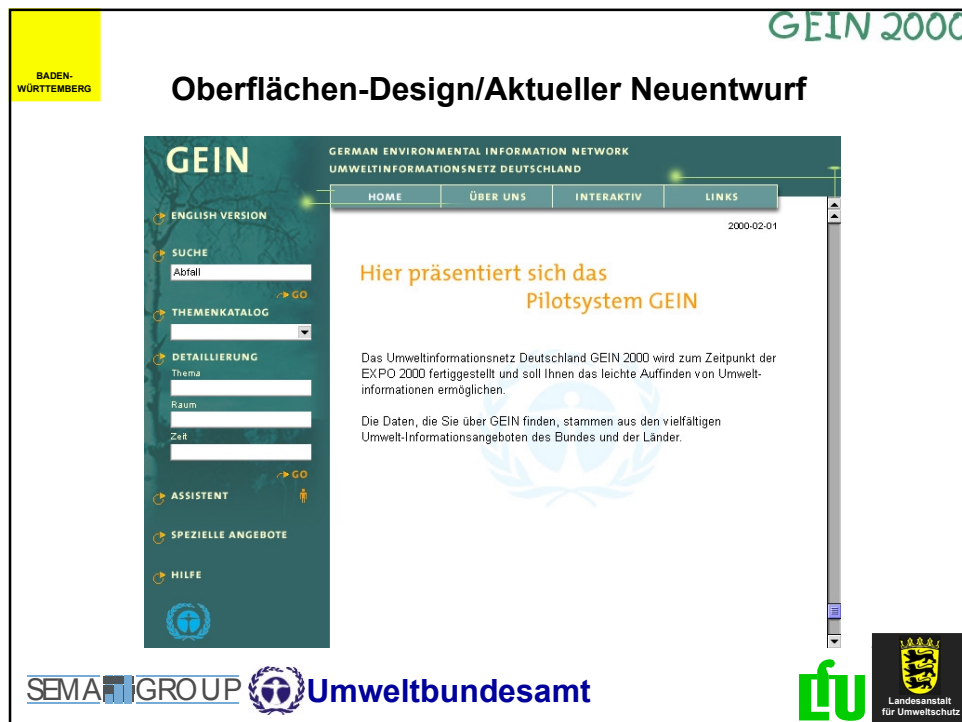 GEIN 2000
BADEN-
WÜRTTEMBERG
Oberflächen-Design/Aktueller Neuentwurf
GEIN
GERMAN ENVIRONMENTAL INFORMATION NETWORK
UMWELTINFORMATIONSNETZ DEUTSCHLAND
HOME ÜBER UNS INTERAKTIV LINKS
ENGLISH VERSION
SUCHE
Abfall
GO
THEMENKATALOG
DETAILLIERUNG
Thema
Raum
Zeit
GO
ASSISTENT
SPEZIELLE ANGEBOTE
HILFE
2000-02-01
Hier präsentiert sich das
Pilotsystem GEIN
Das Umweltinformationsnetz Deutschland GEIN 2000 wird zum Zeitpunkt der
EXPO 2000 fertiggestellt und soll Ihnen das leichte Auffinden von Umwelt-
informationen ermöglichen.
Die Daten, die Sie über GEIN finden, stammen aus den vielfältigen
Umwelt-Informationsangeboten des Bundes und der Länder.
SEMA GROUP
Umweltbundesamt
LfU
Landesanstalt
für Umweltschutz